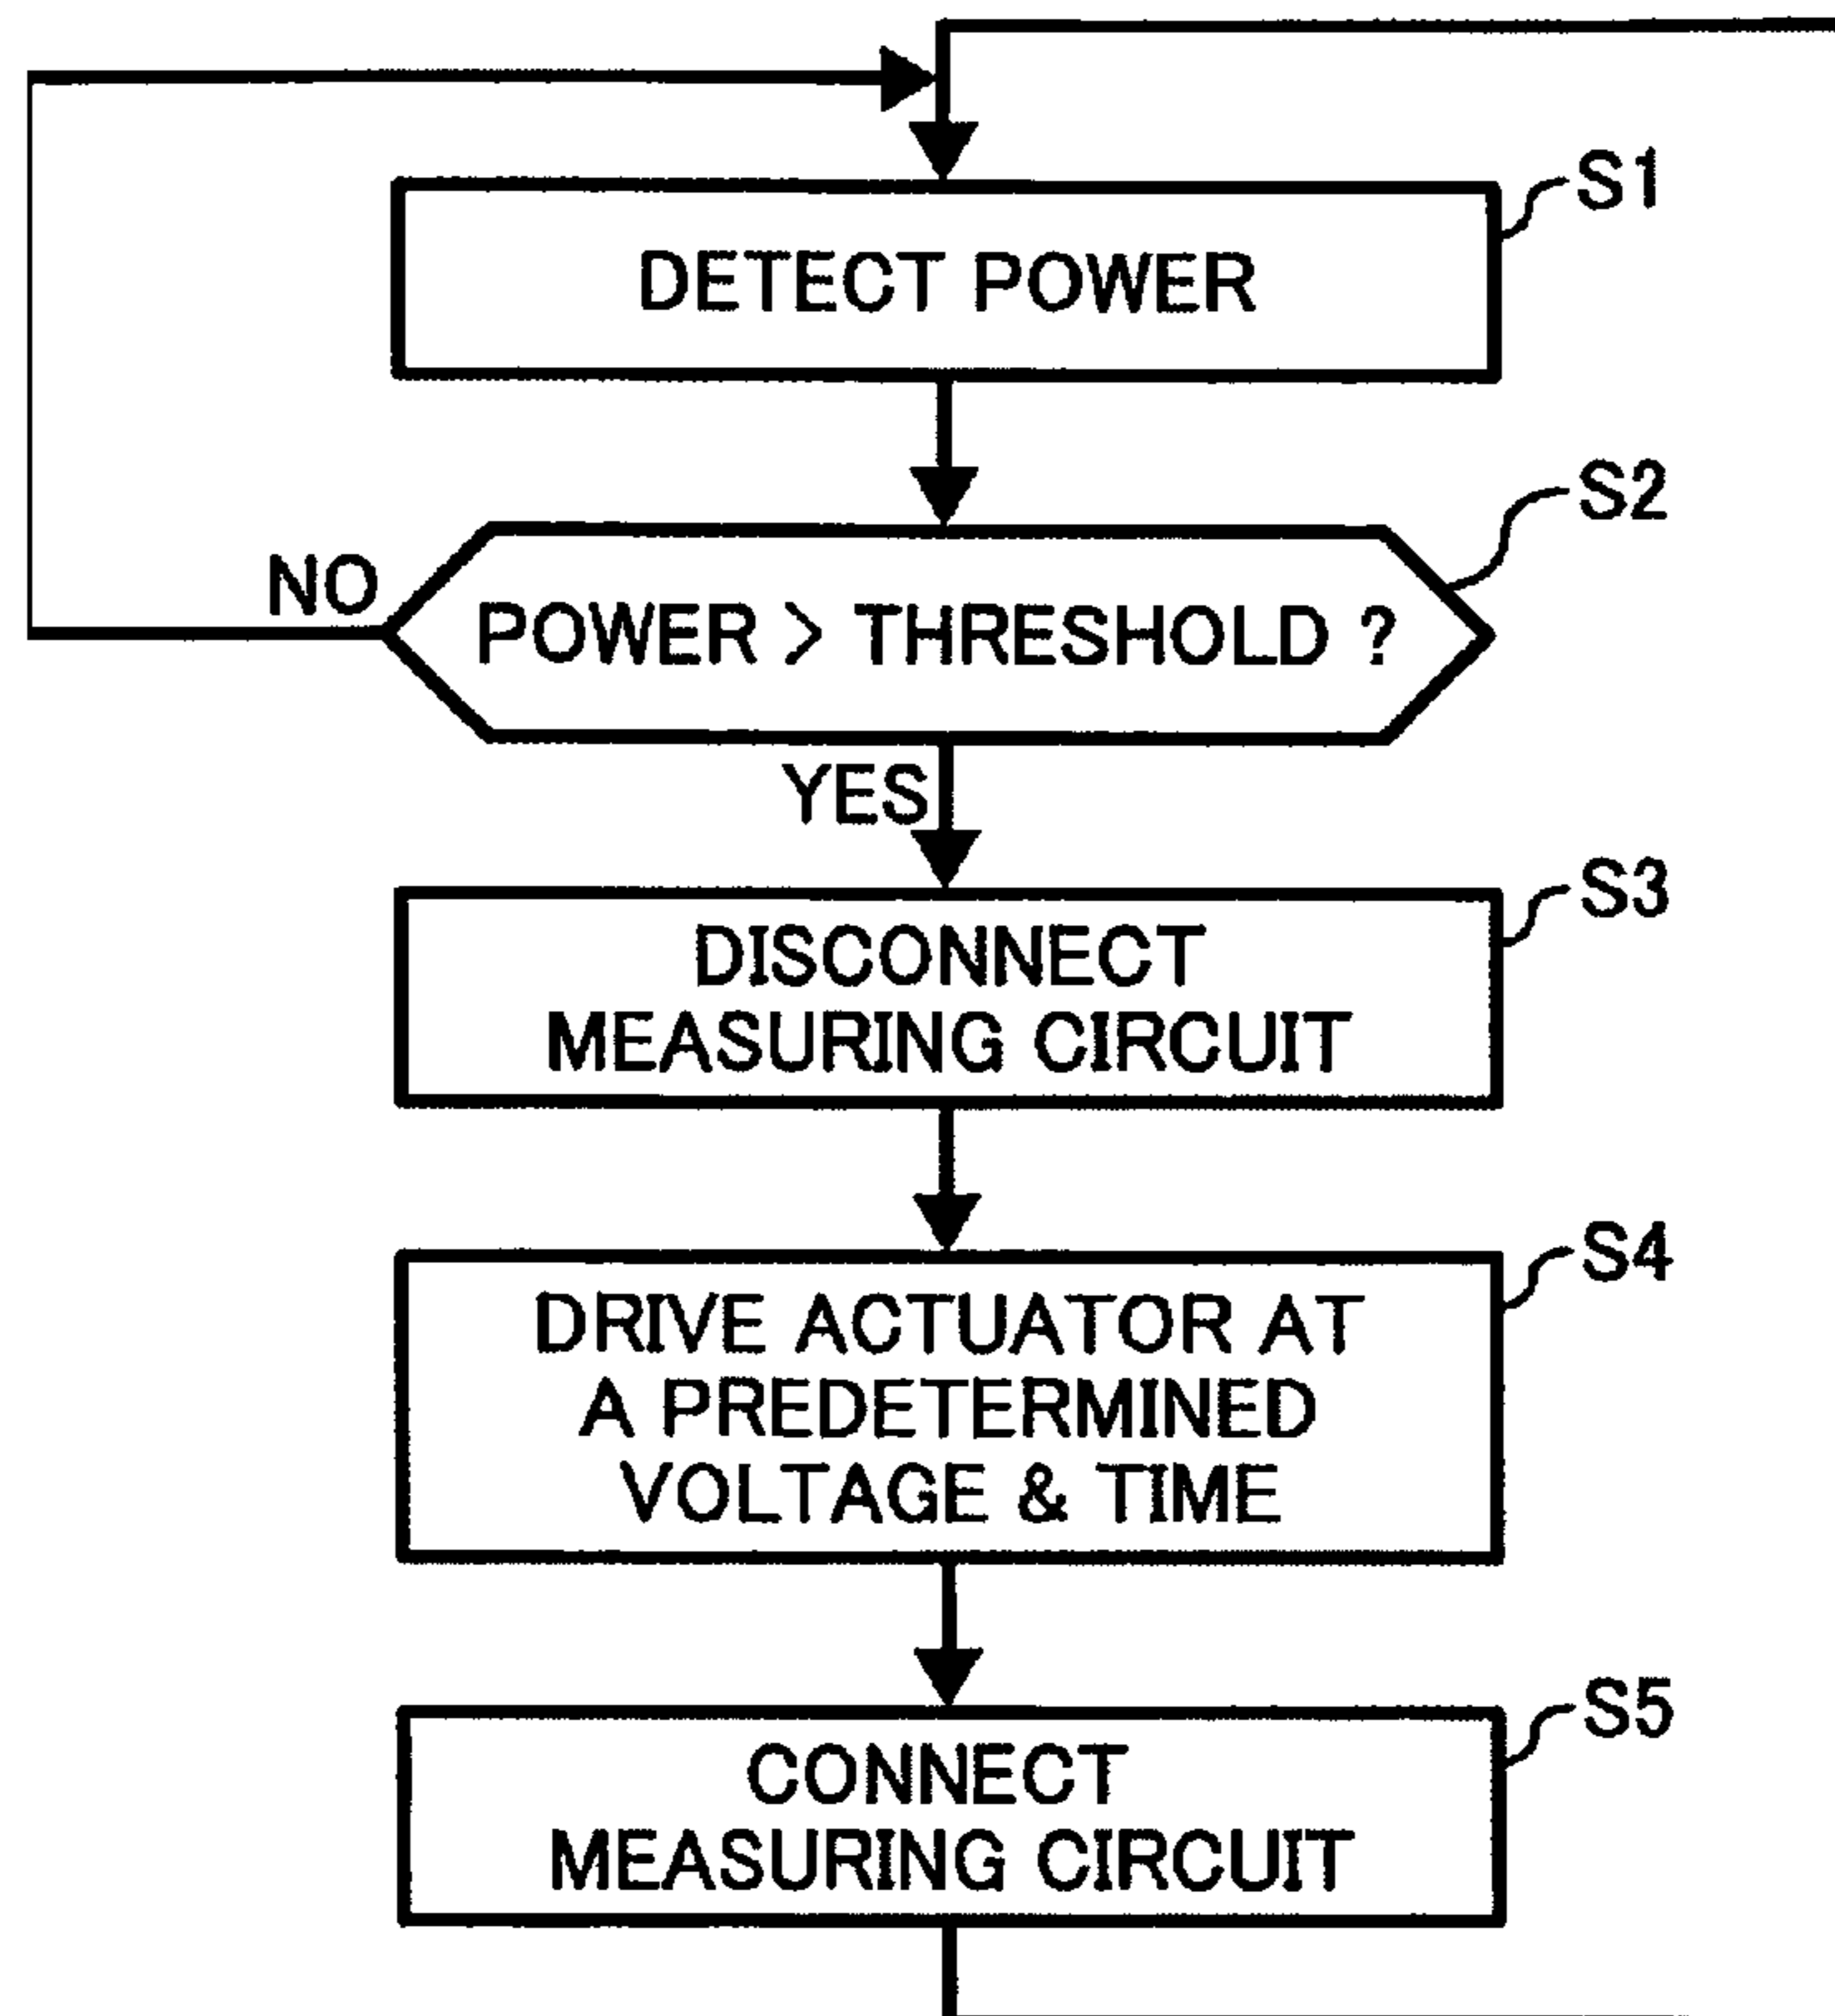 S1
DETECT POWER
S2
NO
POWER > THRESHOLD ?
YES
S3
DISCONNECT
MEASURING CIRCUIT
S4
DRIVE ACTUATOR AT
A PREDETERMINED
VOLTAGE & TIME
S5
CONNECT
MEASURING CIRCUIT